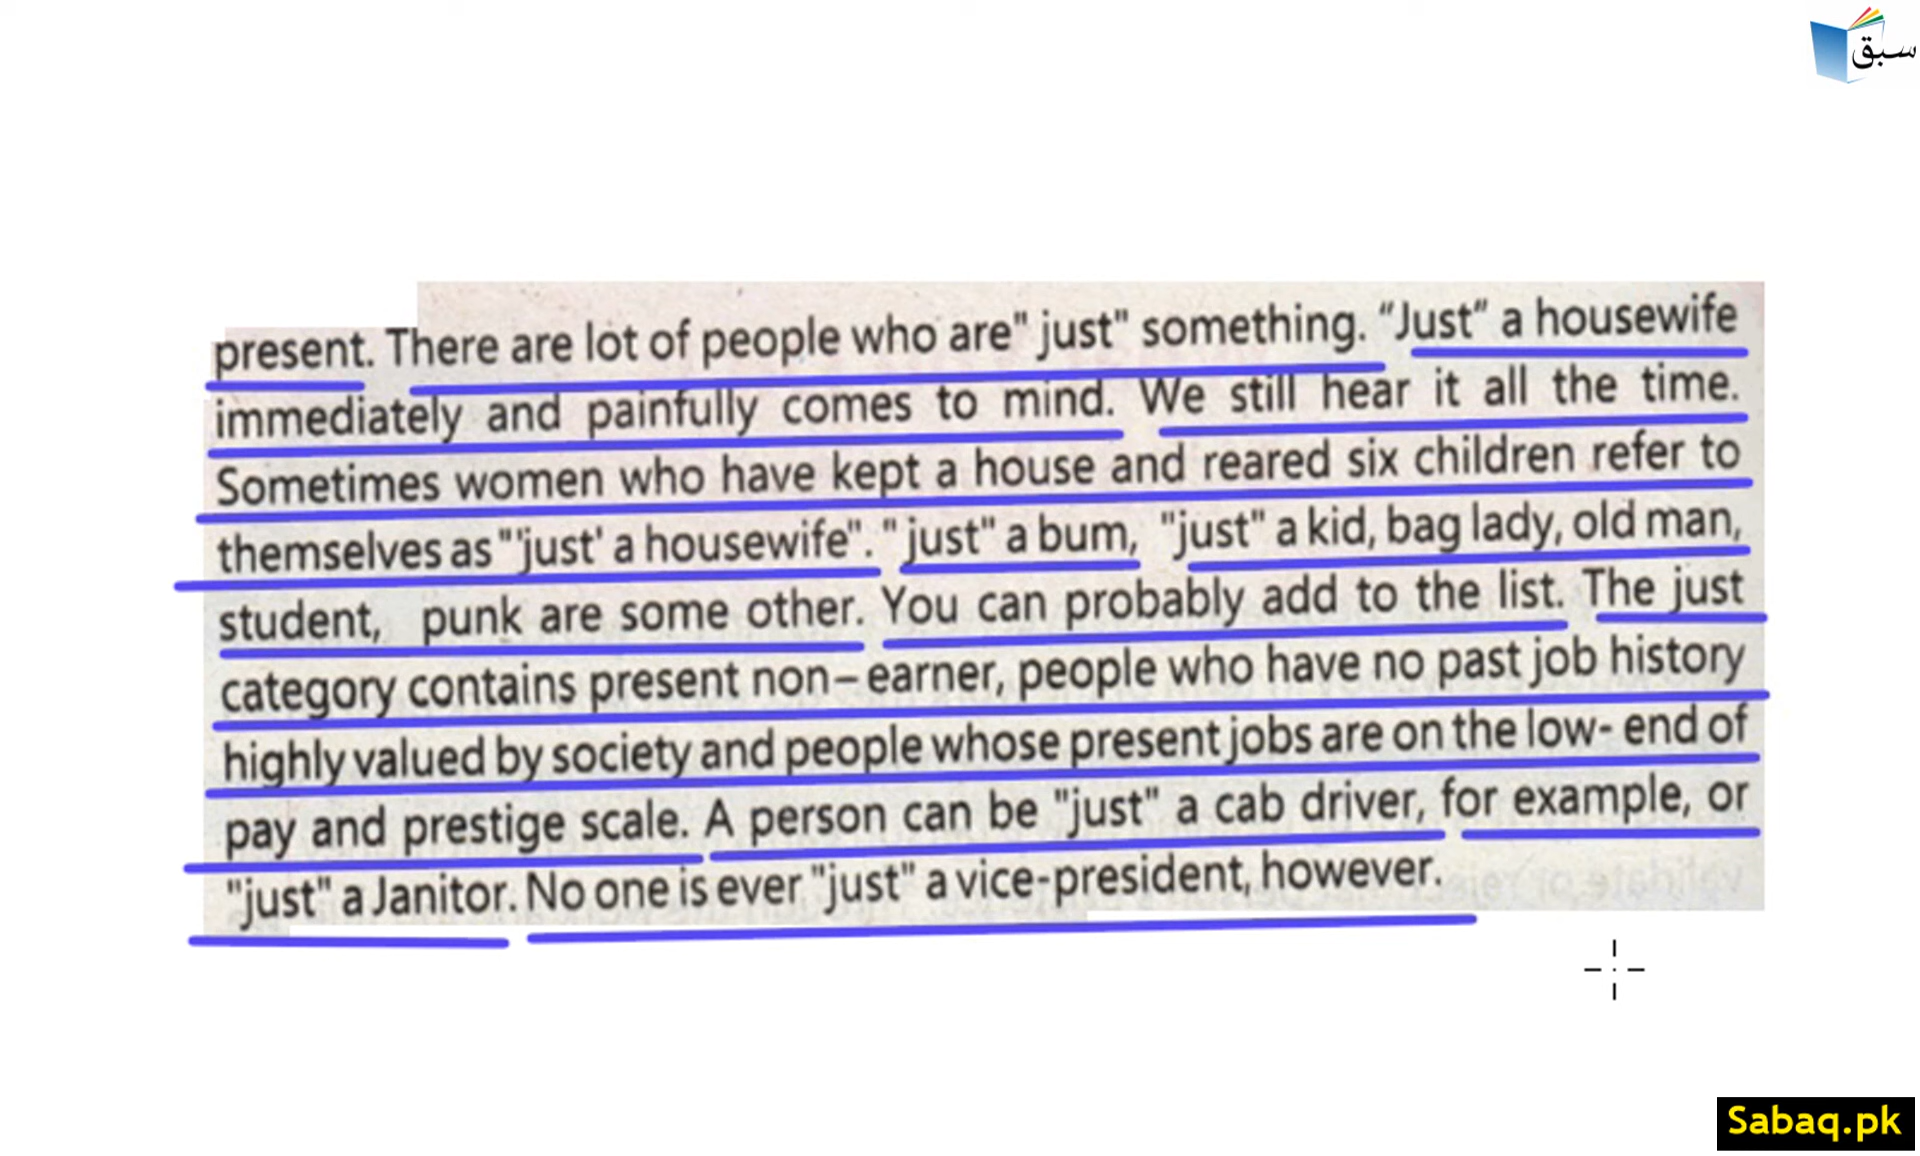 سبق
present. There are lot of people who are" just" something. “Just” a housewife
immediately and painfully comes to mind. We still hear it all the time.
Sometimes women who have kept a house and reared six children refer to
themselves as "'just' a housewife". " just" a bum, "just" a kid, bag lady, old man,
student, punk are some other. You can probably add to the list. The just
category contains present non–earner, people who have no past job history
highly valued by society and people whose present jobs are on the low- end of
pay and prestige scale. A person can be "just" a cab driver, for example, or
"just" a Janitor. No one is ever "just" a vice-president, however.
Sabaq.pk